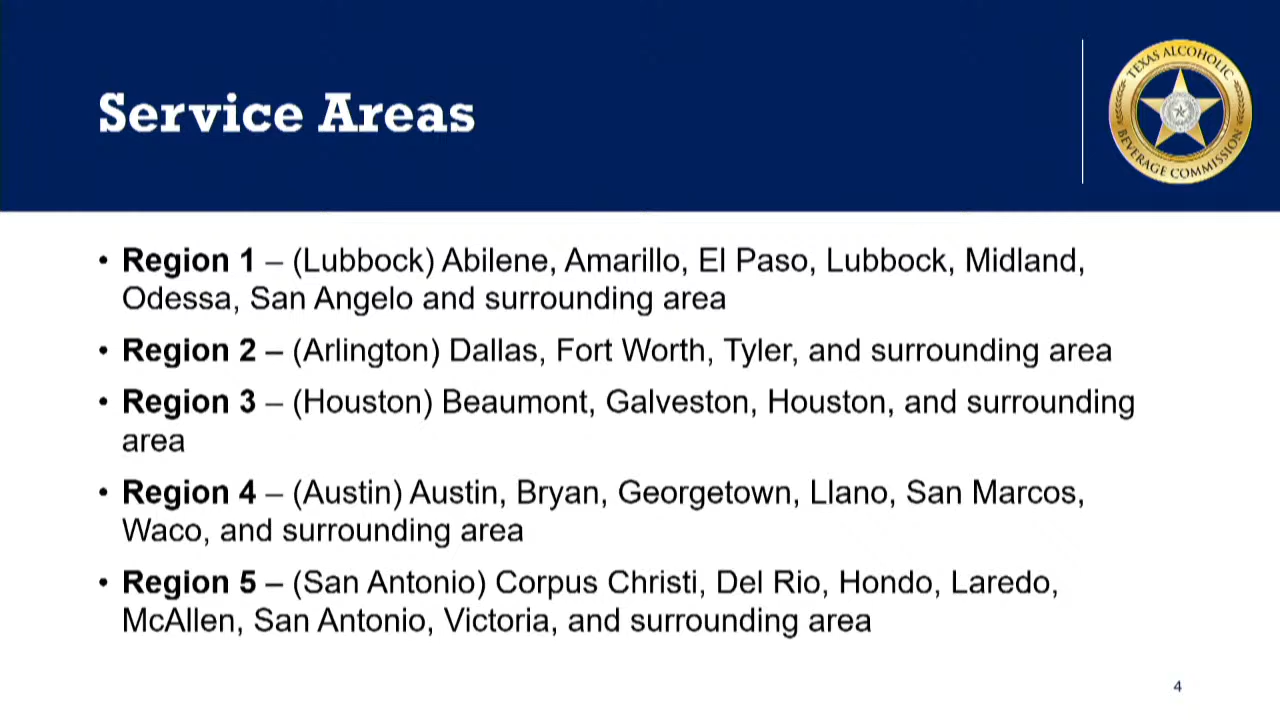 Service Areas
TEXAS ALCOHOLIC
BEVERAGE COMMISSION
• Region 1 – (Lubbock) Abilene, Amarillo, El Paso, Lubbock, Midland,
Odessa, San Angelo and surrounding area
• Region 2 – (Arlington) Dallas, Fort Worth, Tyler, and surrounding area
• Region 3 – (Houston) Beaumont, Galveston, Houston, and surrounding
area
• Region 4 – (Austin) Austin, Bryan, Georgetown, Llano, San Marcos,
Waco, and surrounding area
• Region 5 – (San Antonio) Corpus Christi, Del Rio, Hondo, Laredo,
McAllen, San Antonio, Victoria, and surrounding area
4